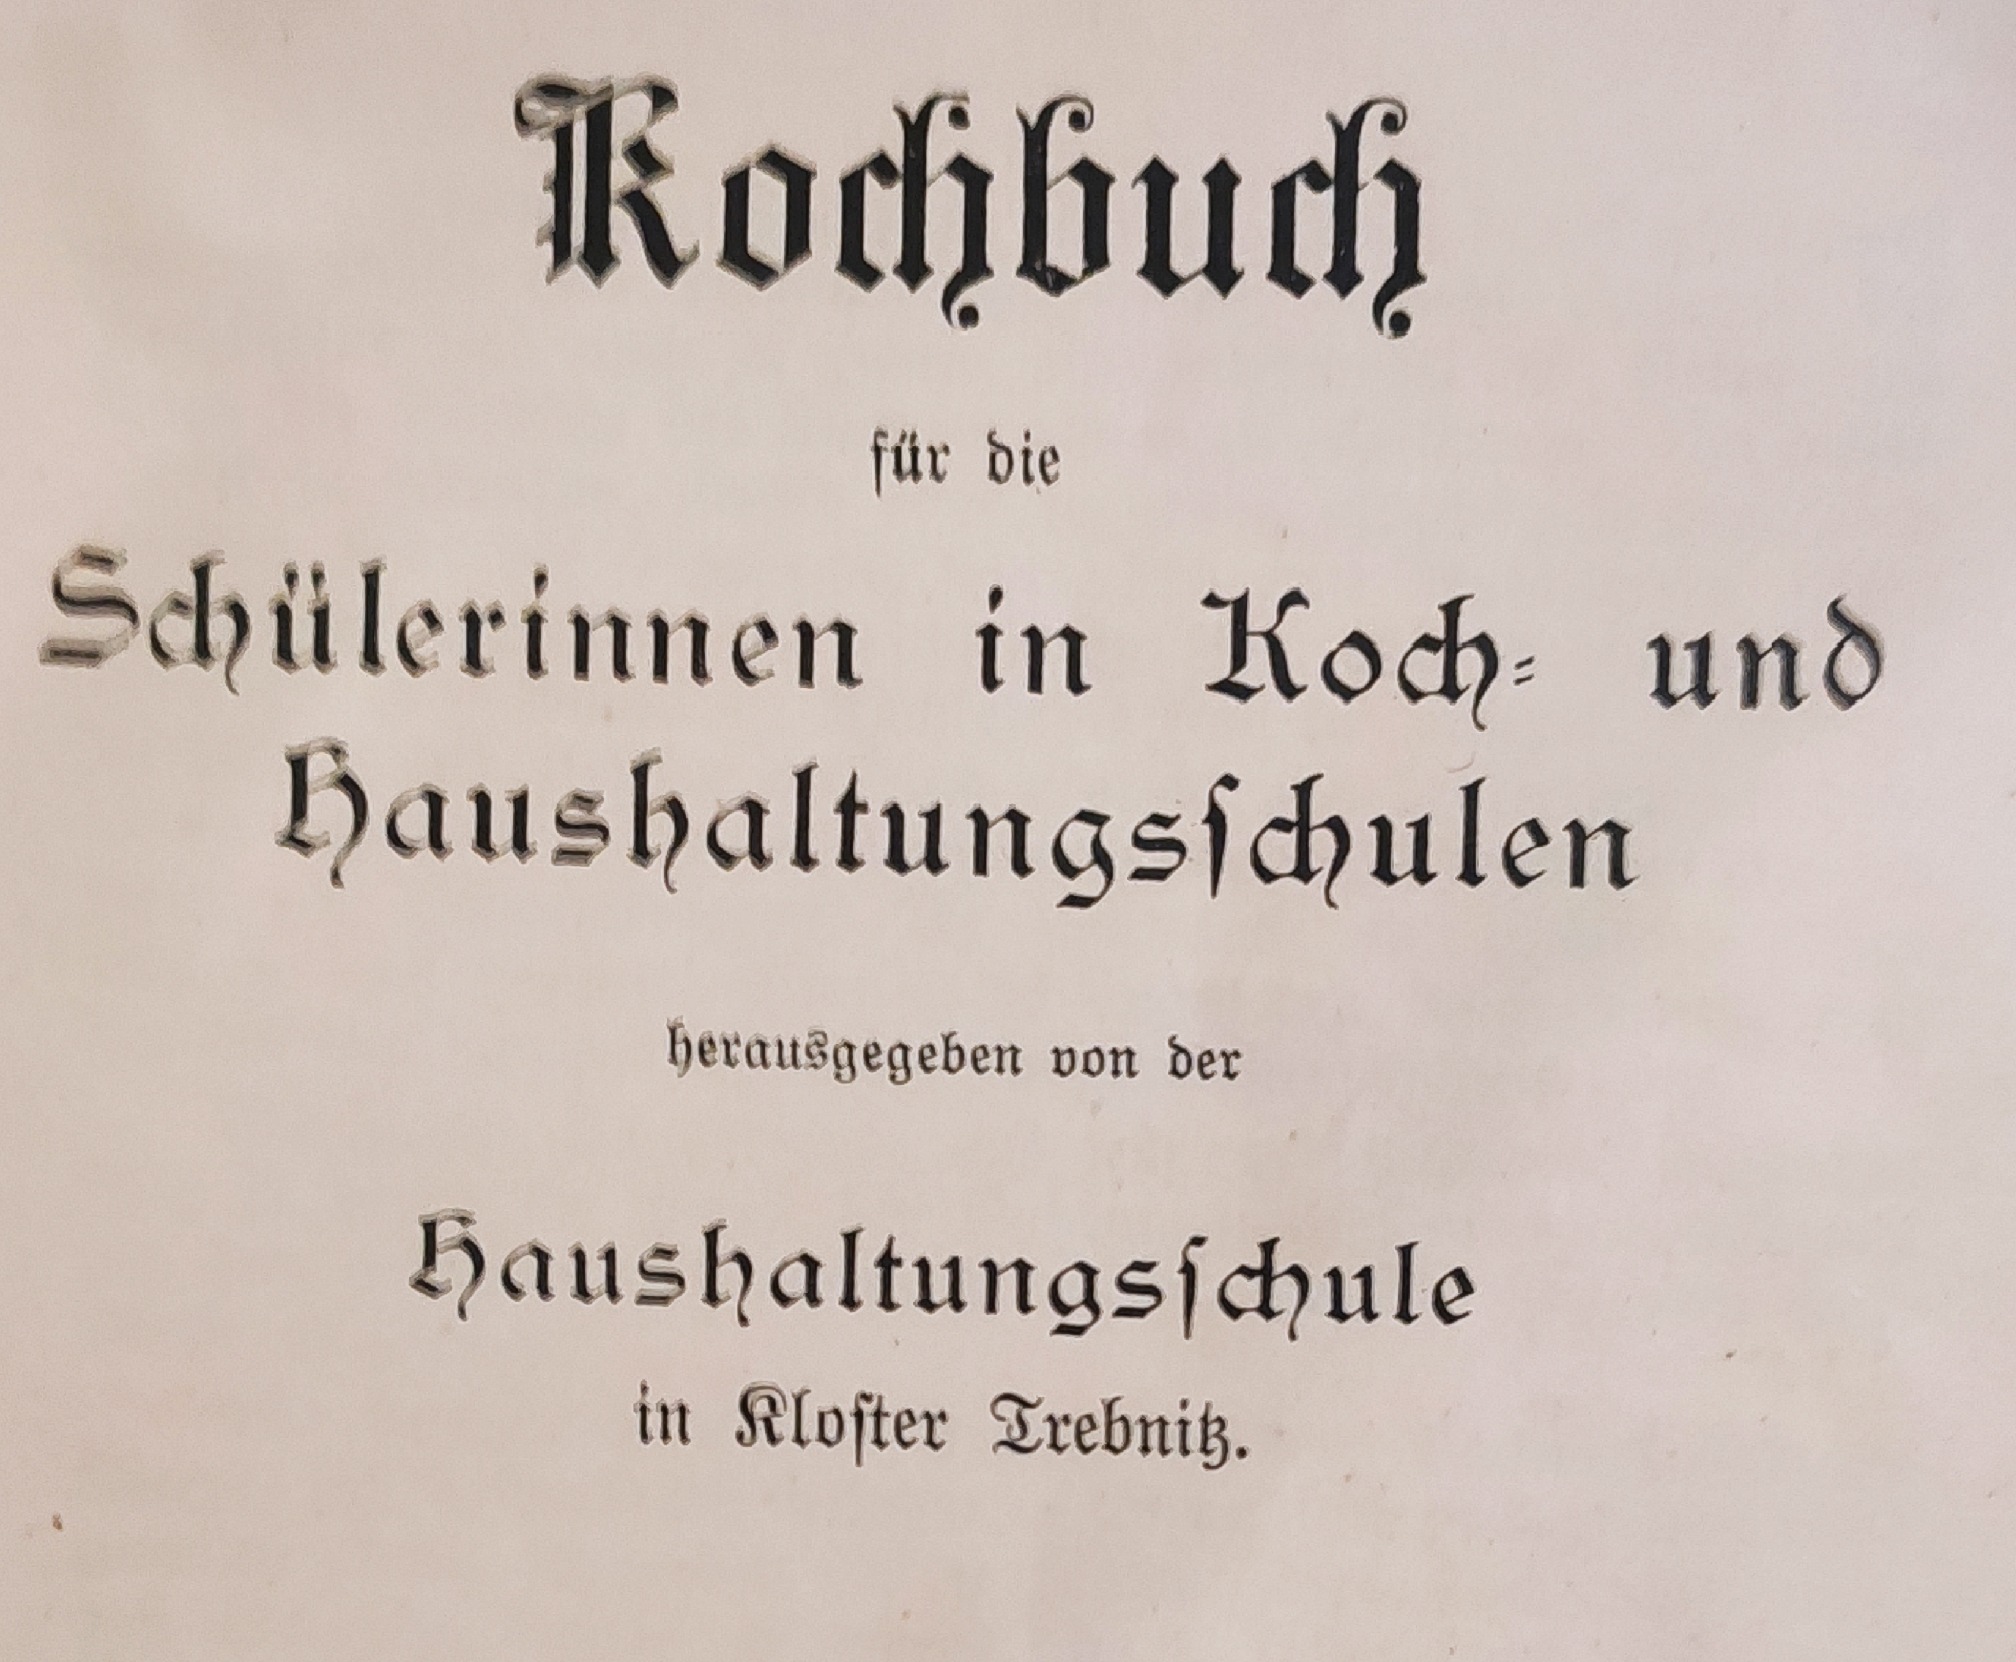 Kochbuch
für die
Schülerinnen in Koch- und
Haushaltungsſchulen
herausgegeben von der
Haushaltungsſchule
in Kloſter Trebnitz.